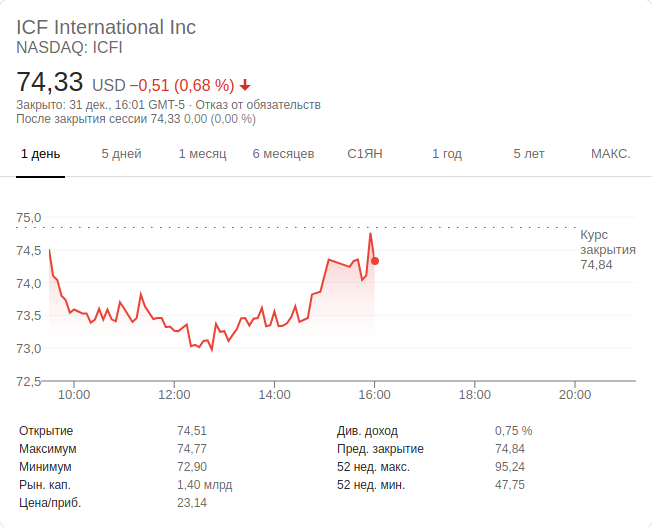 ICF International Inc
NASDAQ: ICFI
74,33 USD −0,51 (0,68 %)
Закрыто: 31 дек., 16:01 GMT-5 · Отказ от обязательств
После закрытия сессии 74,33 0,00 (0,00 %)
1 день 5 дней 1 месяц 6 месяцев С1ЯН 1 год 5 лет МАКС.
75,0
Курс
74,5 закрытия
74,84
74,0
73,5
73,0
72,5
10:00 12:00 14:00 16:00 18:00 20:00
Открытие 74,51 Див. доход 0,75 %
Максимум 74,77 Пред. закрытие 74,84
Минимум 72,90 52 нед. макс. 95,24
Рын. кап. 1,40 млрд 52 нед. мин. 47,75
Цена/приб. 23,14